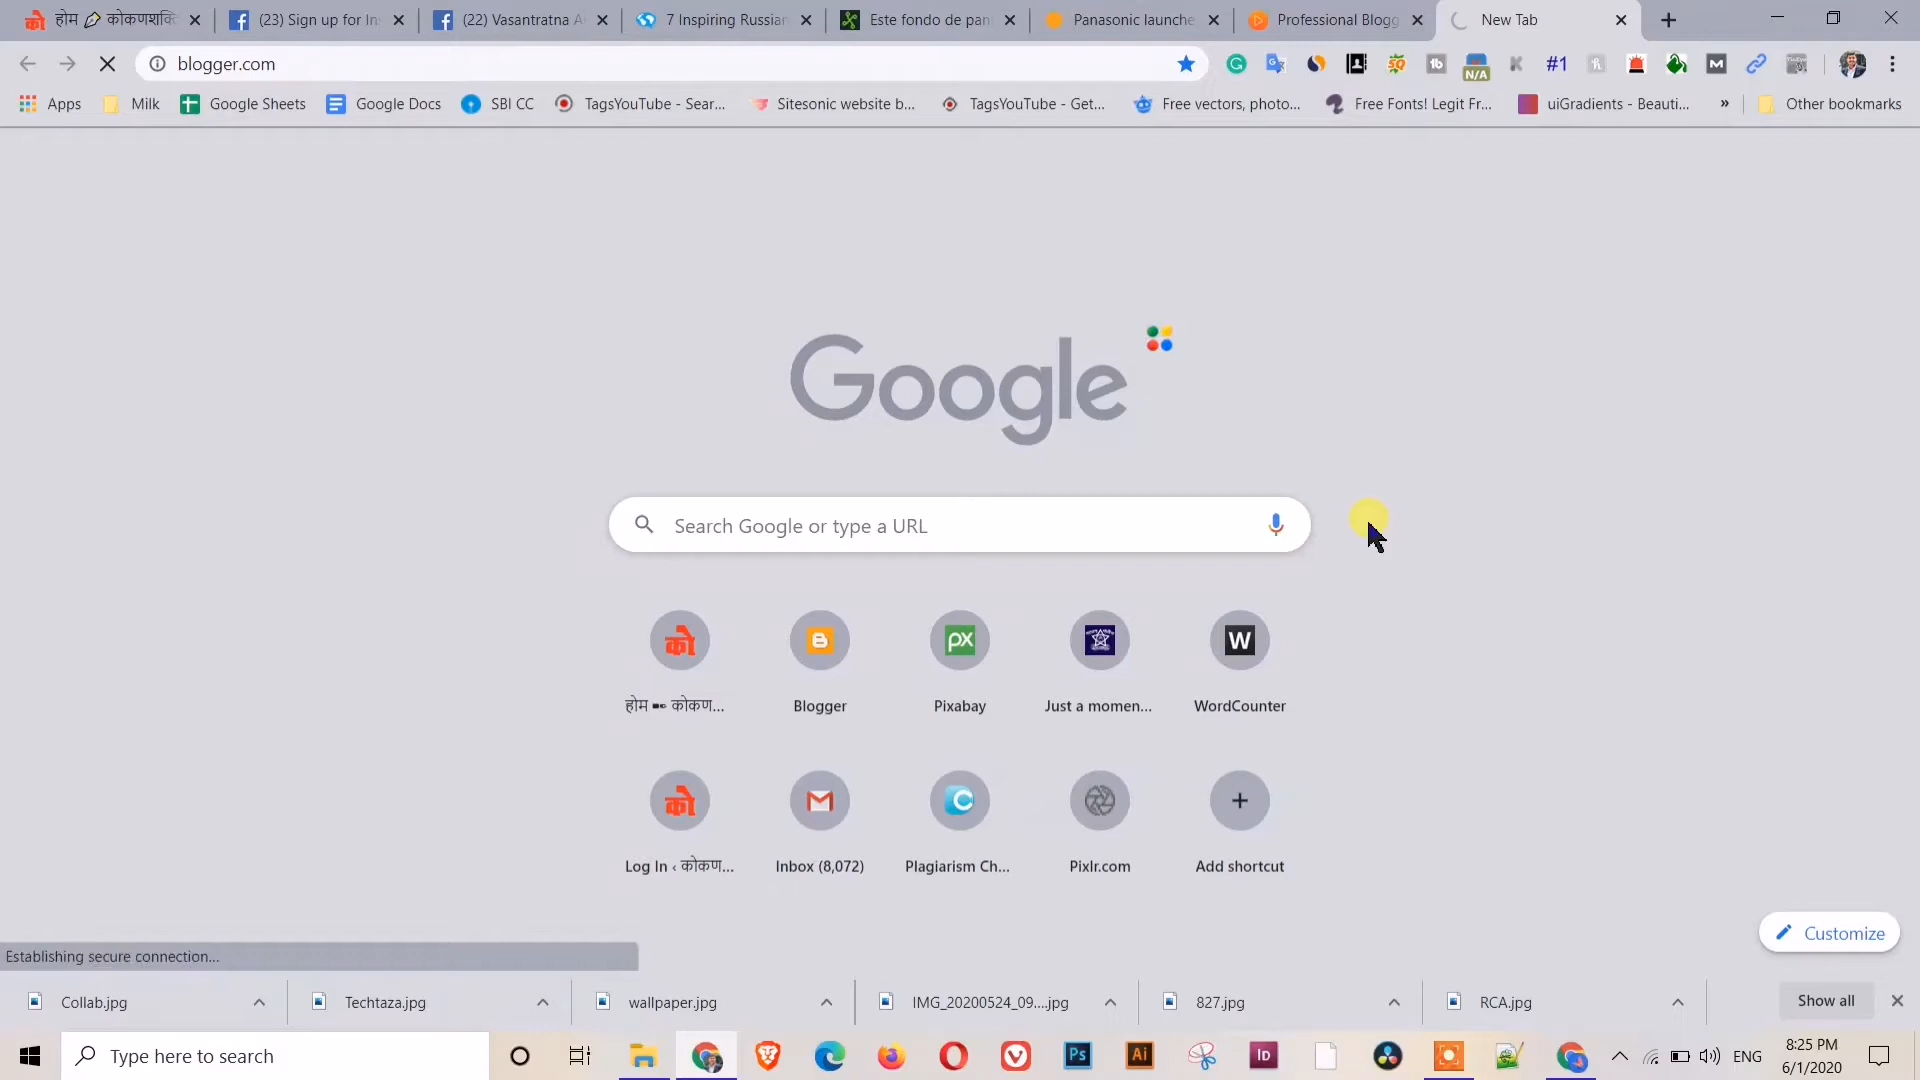 होम 🖊 कोकणशक्ति
(23) Sign up for In
(22) Vasantratna A
7 Inspiring Russian
Este fondo de pan
Panasonic launche
Professional Blogg
New Tab
blogger.com
N/A
#1
Apps
Milk
Google Sheets
Google Docs
SBI CC
TagsYouTube - Sear...
Sitesonic website b...
TagsYouTube - Get...
Free vectors, photo...
Free Fonts! Legit Fr...
uiGradients - Beauti...
»
Other bookmarks
Google
Search Google or type a URL
को
px
W
होम ✒ कोकण...
Blogger
Pixabay
Just a momen...
WordCounter
को
Log In ‹ कोकण...
Inbox (8,072)
Plagiarism Ch...
Pixlr.com
Add shortcut
Customize
Establishing secure connection...
Collab.jpg
Techtaza.jpg
wallpaper.jpg
IMG_20200524_09....jpg
827.jpg
RCA.jpg
Show all
Type here to search
Ps
Ai
ID
ENG
8:25 PM
6/1/2020